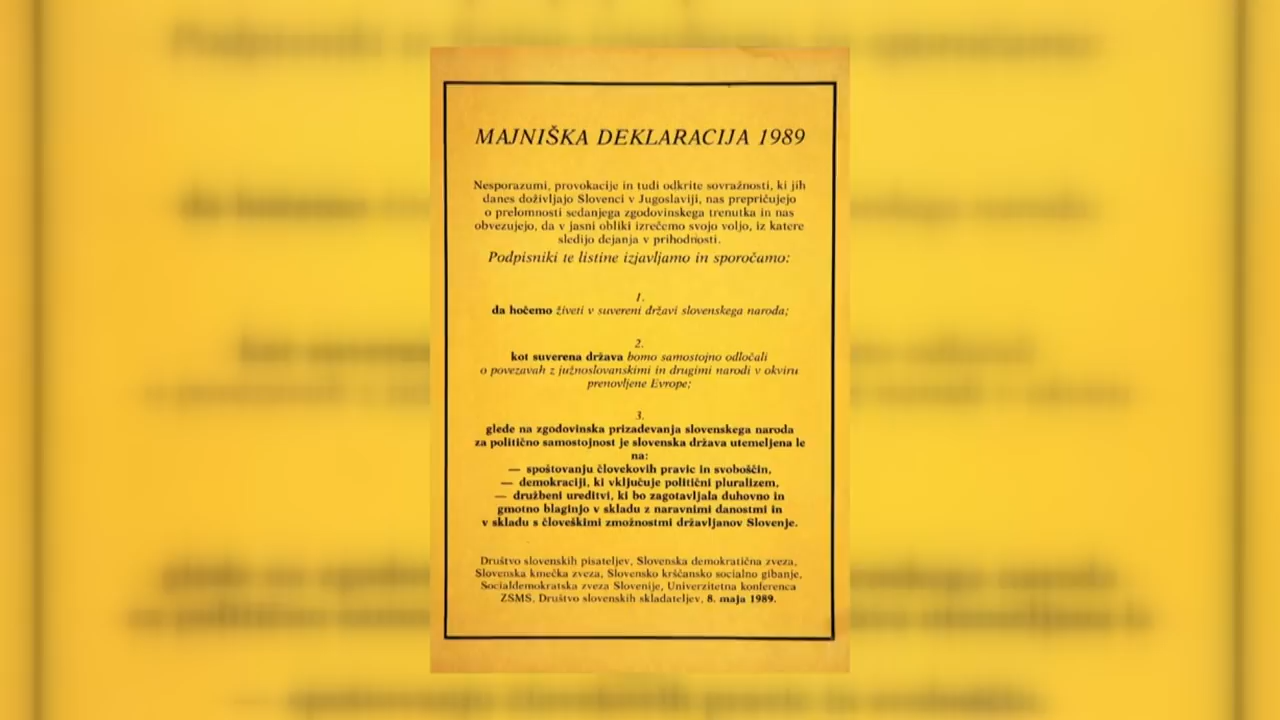 MAJNIŠKA DEKLARACIJA 1989
Nesporazumi, provokacije in tudi odkrite sovražnosti, ki jih
danes doživljajo Slovenci v Jugoslaviji, nas prepričujejo
o prelomnosti sedanjega zgodovinskega trenutka in nas
obvezujejo, da v jasni obliki izrečemo svojo voljo, iz katere
sledijo dejanja v prihodnosti.
Podpisniki te listine izjavljamo in sporočamo:
1.
da hočemo živeti v suvereni državi slovenskega naroda;
2.
kot suverena država bomo samostojno odločali
o povezavah z južnoslovanskimi in drugimi narodi v okviru
prenovljene Evrope;
3.
glede na zgodovinska prizadevanja slovenskega naroda
za politično samostojnost je slovenska država utemeljena le
na:
— spoštovanju človekovih pravic in svoboščin,
— demokraciji, ki vključuje politični pluralizem,
— družbeni ureditvi, ki bo zagotavljala duhovno in
gmotno blaginjo v skladu z naravnimi danostmi in
v skladu s človeškimi zmožnostmi državljanov Slovenje.
Društvo slovenskih pisateljev, Slovenska demokratična zveza,
Slovenska kmečka zveza, Slovensko krščansko socialno gibanje,
Socialdemokratska zveza Slovenije, Univerzitetna konferenca
ZSMS, Društvo slovenskih skladateljev, 8. maja 1989.